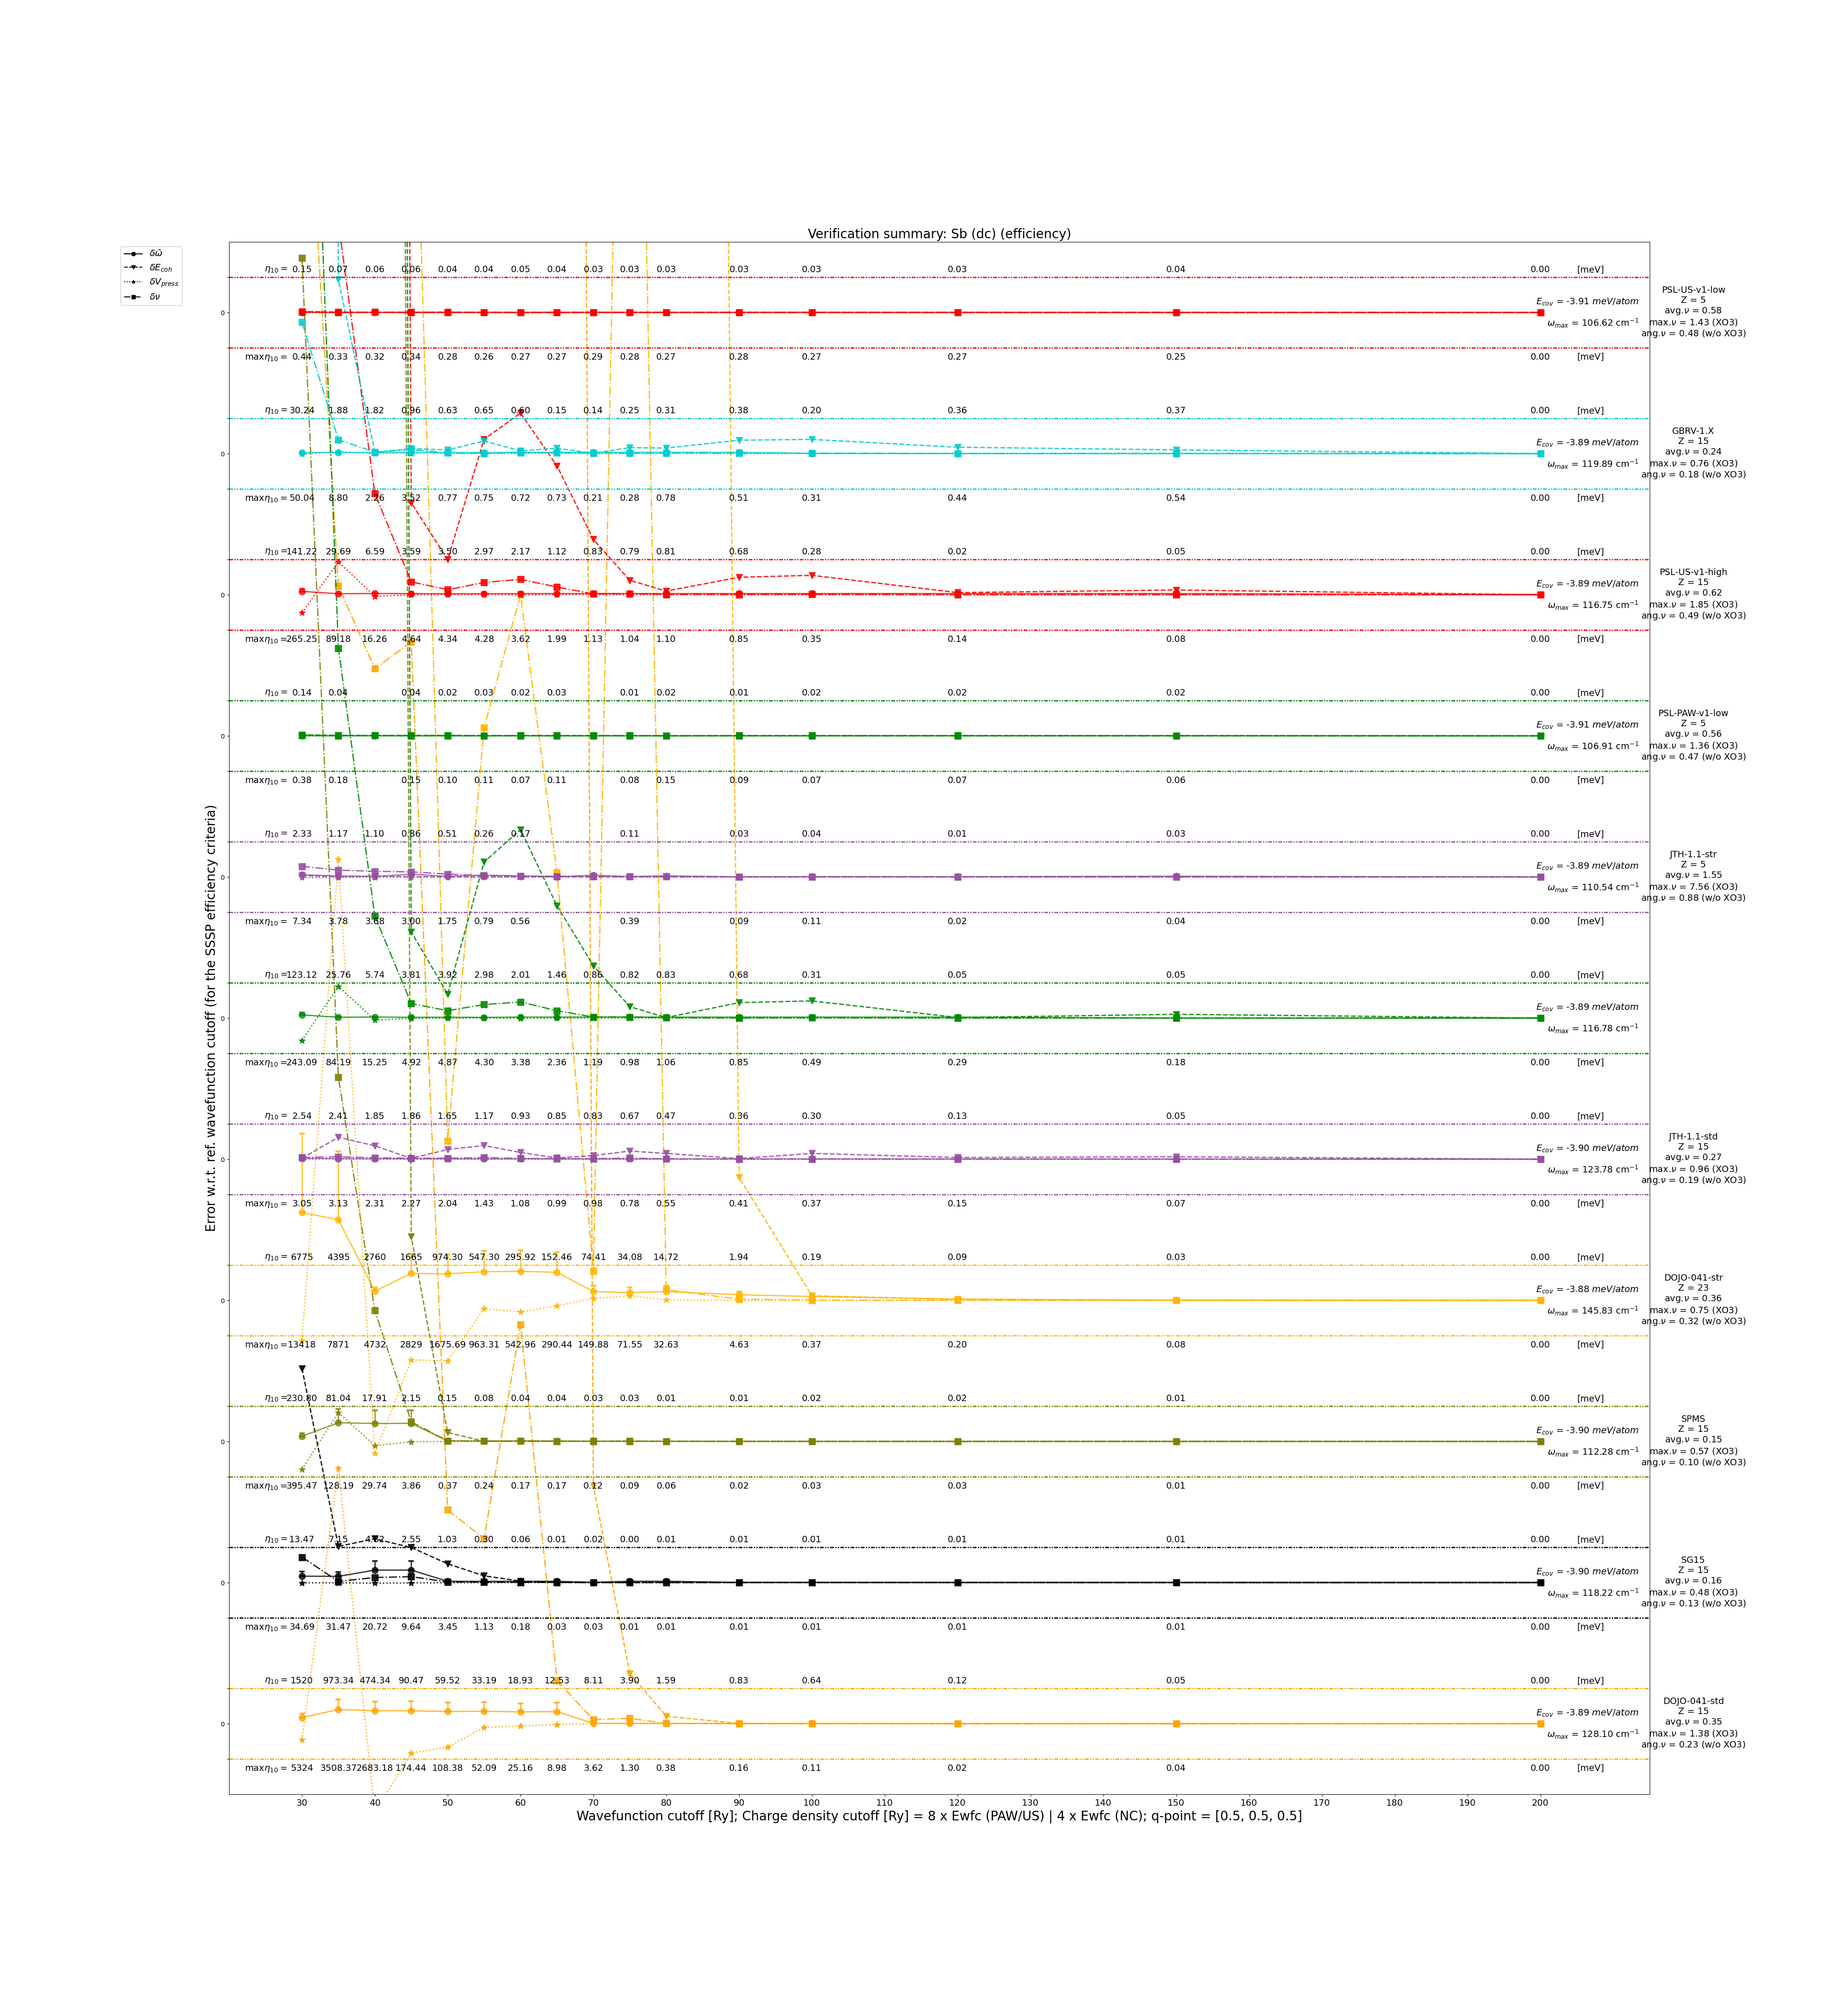 Verification summary: Sb (dc) (efficiency)
δω̄
δE_coh
δV_press
δν
Error w.r.t. ref. wavefunction cutoff (for the SSSP efficiency criteria)
η₁₀ = 0.15 0.07 0.06 0.06 0.04 0.04 0.05 0.04 0.03 0.03 0.03 0.03 0.03 0.03 0.04 0.00 [meV]
0
E_cov = -3.91 meV/atom
ω_max = 106.62 cm⁻¹
PSL-US-v1-low
Z = 5
avg.ν = 0.58
max.ν = 1.43 (XO3)
ang.ν = 0.48 (w/o XO3)
maxη₁₀ = 0.44 0.33 0.32 0.34 0.28 0.26 0.27 0.27 0.29 0.28 0.27 0.28 0.27 0.27 0.25 0.00 [meV]
η₁₀ = 30.24 1.88 1.82 0.96 0.63 0.65 0.60 0.15 0.14 0.25 0.31 0.38 0.20 0.36 0.37 0.00 [meV]
0
E_cov = -3.89 meV/atom
ω_max = 119.89 cm⁻¹
GBRV-1.X
Z = 15
avg.ν = 0.24
max.ν = 0.76 (XO3)
ang.ν = 0.18 (w/o XO3)
maxη₁₀ = 50.04 8.80 2.26 3.52 0.77 0.75 0.72 0.73 0.21 0.28 0.78 0.51 0.31 0.44 0.54 0.00 [meV]
η₁₀ = 141.22 29.69 6.59 3.59 3.50 2.97 2.17 1.12 0.83 0.79 0.81 0.68 0.28 0.02 0.05 0.00 [meV]
0
E_cov = -3.89 meV/atom
ω_max = 116.75 cm⁻¹
PSL-US-v1-high
Z = 15
avg.ν = 0.62
max.ν = 1.85 (XO3)
ang.ν = 0.49 (w/o XO3)
maxη₁₀ = 265.25 89.18 16.26 4.64 4.34 4.28 3.62 1.99 1.13 1.04 1.10 0.85 0.35 0.14 0.08 0.00 [meV]
η₁₀ = 0.14 0.04 0.04 0.02 0.03 0.02 0.03 0.01 0.02 0.01 0.02 0.02 0.02 0.00 [meV]
0
E_cov = -3.91 meV/atom
ω_max = 106.91 cm⁻¹
PSL-PAW-v1-low
Z = 5
avg.ν = 0.56
max.ν = 1.36 (XO3)
ang.ν = 0.47 (w/o XO3)
maxη₁₀ = 0.38 0.18 0.15 0.10 0.11 0.07 0.11 0.08 0.15 0.09 0.07 0.07 0.06 0.00 [meV]
η₁₀ = 2.33 1.17 1.10 0.86 0.51 0.26 0.17 0.11 0.03 0.04 0.01 0.03 0.00 [meV]
0
E_cov = -3.89 meV/atom
ω_max = 110.54 cm⁻¹
JTH-1.1-str
Z = 5
avg.ν = 1.55
max.ν = 7.56 (XO3)
ang.ν = 0.88 (w/o XO3)
maxη₁₀ = 7.34 3.78 3.68 3.00 1.75 0.79 0.56 0.39 0.09 0.11 0.02 0.04 0.00 [meV]
η₁₀ = 123.12 25.76 5.74 3.81 3.92 2.98 2.01 1.46 0.86 0.82 0.83 0.68 0.31 0.05 0.05 0.00 [meV]
0
E_cov = -3.89 meV/atom
ω_max = 116.78 cm⁻¹
maxη₁₀ = 243.09 84.19 15.25 4.92 4.87 4.30 3.38 2.36 1.19 0.98 1.06 0.85 0.49 0.29 0.18 0.00 [meV]
η₁₀ = 2.54 2.41 1.85 1.86 1.65 1.17 0.93 0.85 0.83 0.67 0.47 0.36 0.30 0.13 0.05 0.00 [meV]
0
E_cov = -3.90 meV/atom
ω_max = 123.78 cm⁻¹
JTH-1.1-std
Z = 15
avg.ν = 0.27
max.ν = 0.96 (XO3)
ang.ν = 0.19 (w/o XO3)
maxη₁₀ = 3.05 3.13 2.31 2.27 2.04 1.43 1.08 0.99 0.98 0.78 0.55 0.41 0.37 0.15 0.07 0.00 [meV]
η₁₀ = 6775 4395 2760 1665 974.30 547.30 295.92 152.46 74.41 34.08 14.72 1.94 0.19 0.09 0.03 0.00 [meV]
0
E_cov = -3.88 meV/atom
ω_max = 145.83 cm⁻¹
DOJO-041-str
Z = 23
avg.ν = 0.36
max.ν = 0.75 (XO3)
ang.ν = 0.32 (w/o XO3)
maxη₁₀ = 13418 7871 4732 2829 1675.69 963.31 542.96 290.44 149.88 71.55 32.63 4.63 0.37 0.20 0.08 0.00 [meV]
η₁₀ = 230.80 81.04 17.91 2.15 0.15 0.08 0.04 0.04 0.03 0.03 0.01 0.01 0.02 0.02 0.01 0.00 [meV]
0
E_cov = -3.90 meV/atom
ω_max = 112.28 cm⁻¹
SPMS
Z = 15
avg.ν = 0.15
max.ν = 0.57 (XO3)
ang.ν = 0.10 (w/o XO3)
maxη₁₀ = 395.47 128.19 29.74 3.86 0.37 0.24 0.17 0.17 0.12 0.09 0.06 0.02 0.03 0.03 0.01 0.00 [meV]
η₁₀ = 13.47 7.15 2.55 1.03 0.30 0.06 0.01 0.02 0.00 0.01 0.01 0.01 0.01 0.01 0.00 [meV]
0
E_cov = -3.90 meV/atom
ω_max = 118.22 cm⁻¹
SG15
Z = 15
avg.ν = 0.16
max.ν = 0.48 (XO3)
ang.ν = 0.13 (w/o XO3)
maxη₁₀ = 34.69 31.47 20.72 9.64 3.45 1.13 0.18 0.03 0.03 0.01 0.01 0.01 0.01 0.01 0.01 0.00 [meV]
η₁₀ = 1520 973.34 474.34 90.47 59.52 33.19 18.93 12.53 8.11 3.90 1.59 0.83 0.64 0.12 0.05 0.00 [meV]
0
E_cov = -3.89 meV/atom
ω_max = 128.10 cm⁻¹
DOJO-041-std
Z = 15
avg.ν = 0.35
max.ν = 1.38 (XO3)
ang.ν = 0.23 (w/o XO3)
maxη₁₀ = 5324 3508.37 2683.18 174.44 108.38 52.09 25.16 8.98 3.62 1.30 0.38 0.16 0.11 0.02 0.04 0.00 [meV]
30 40 50 60 70 80 90 100 110 120 130 140 150 160 170 180 190 200
Wavefunction cutoff [Ry]; Charge density cutoff [Ry] = 8 x Ewfc (PAW/US) | 4 x Ewfc (NC); q-point = [0.5, 0.5, 0.5]